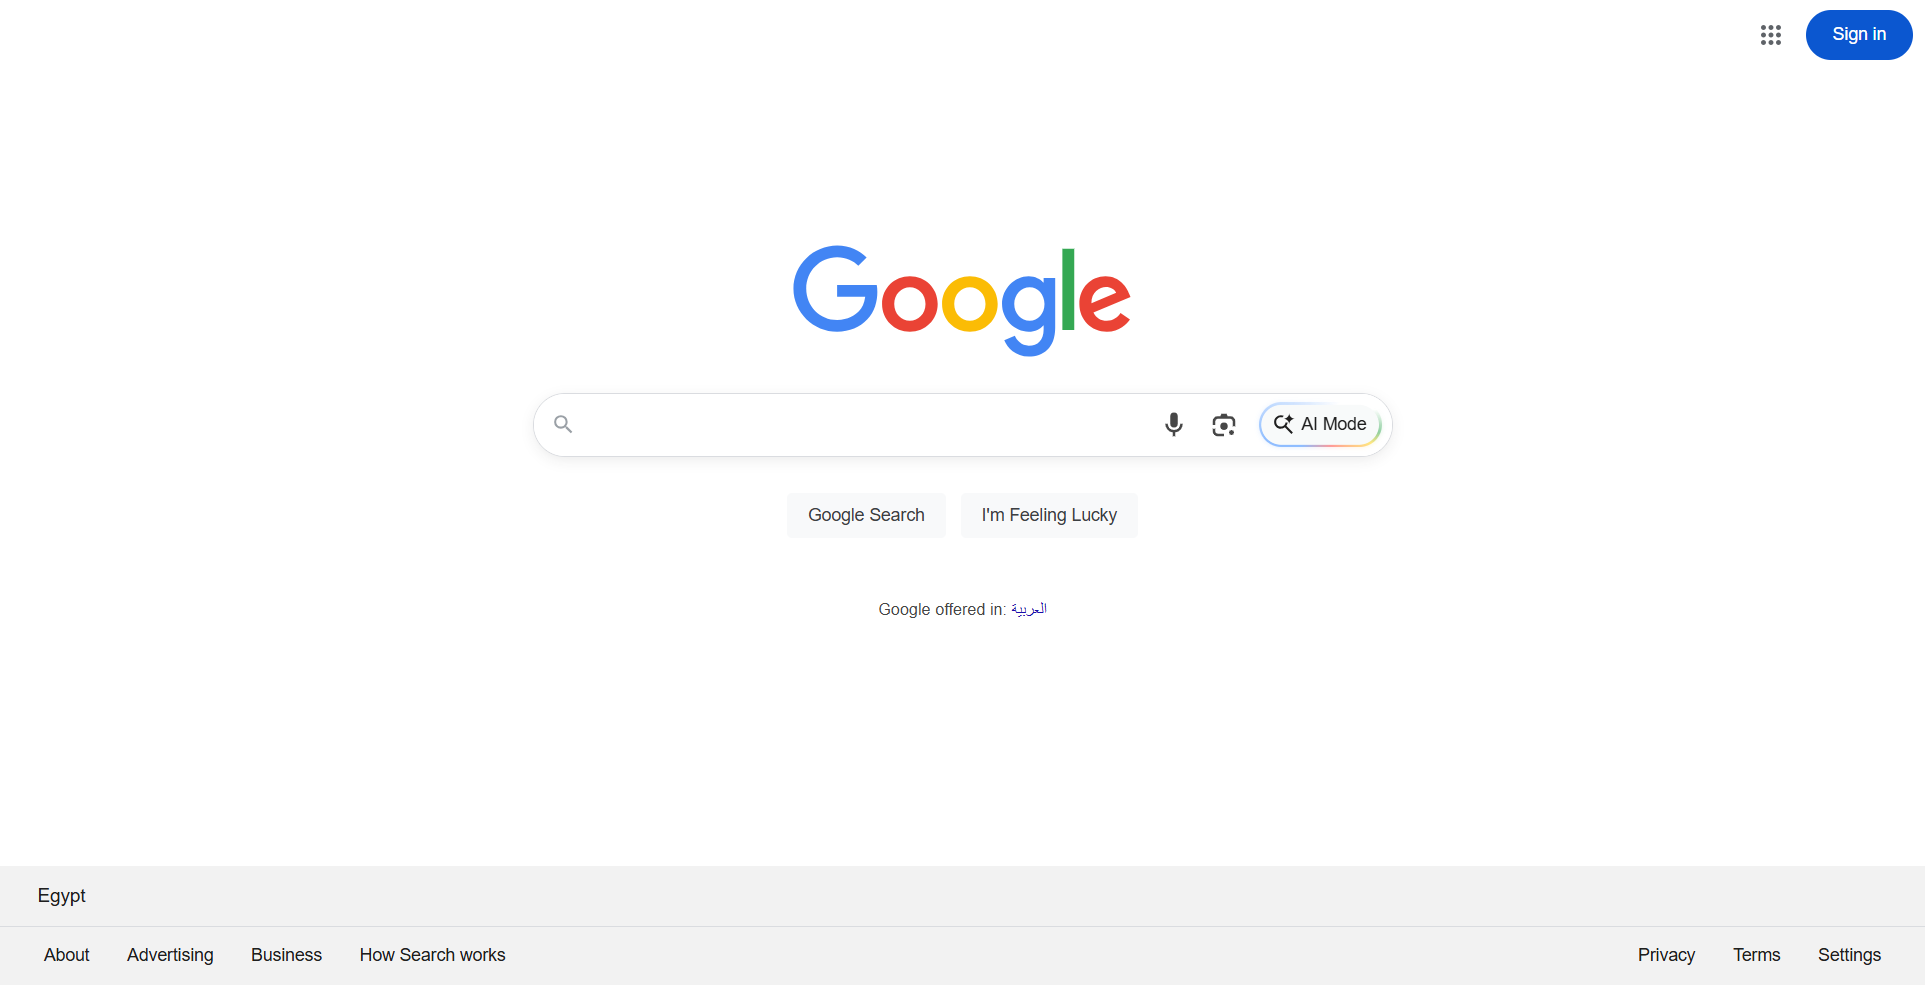 Sign in
Google
AI Mode
Google Search I'm Feeling Lucky
Google offered in: العربية
Egypt
About Advertising Business How Search works Privacy Terms Settings